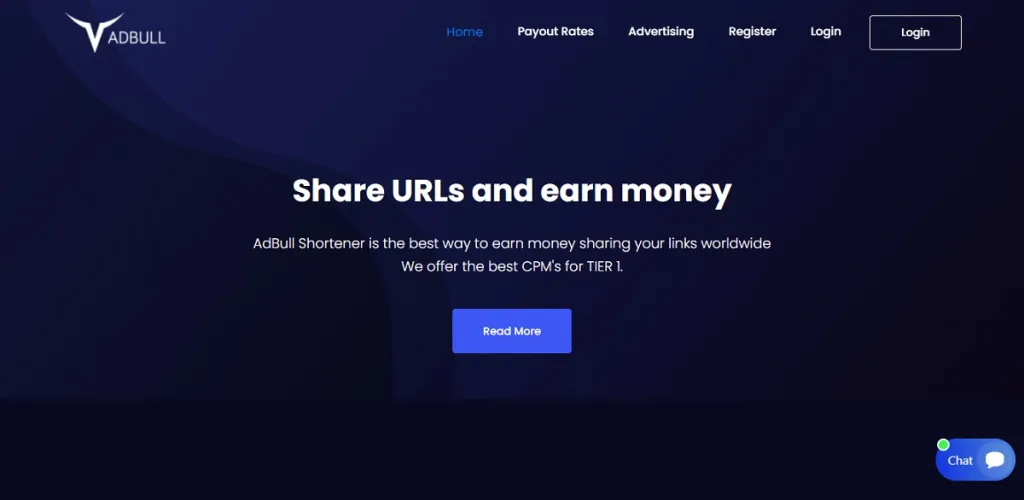 ADBULL
Home Payout Rates Advertising Register Login Login
Share URLs and earn money
AdBull Shortener is the best way to earn money sharing your links worldwide
We offer the best CPM's for TIER 1.
Read More
Chat